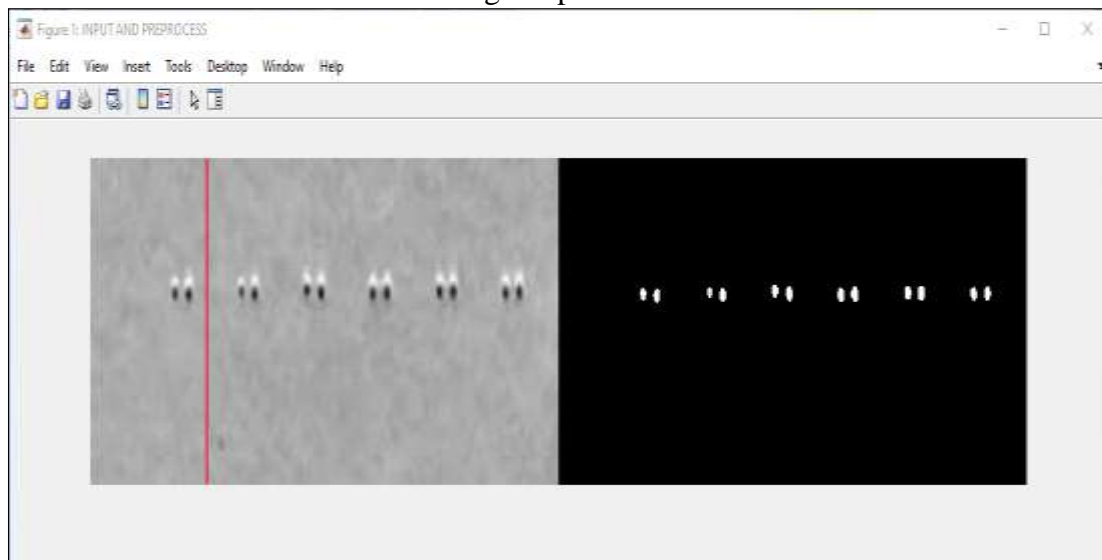 Figure 1: INPUT AND PREPROCESS
File Edit View Insert Tools Desktop Window Help